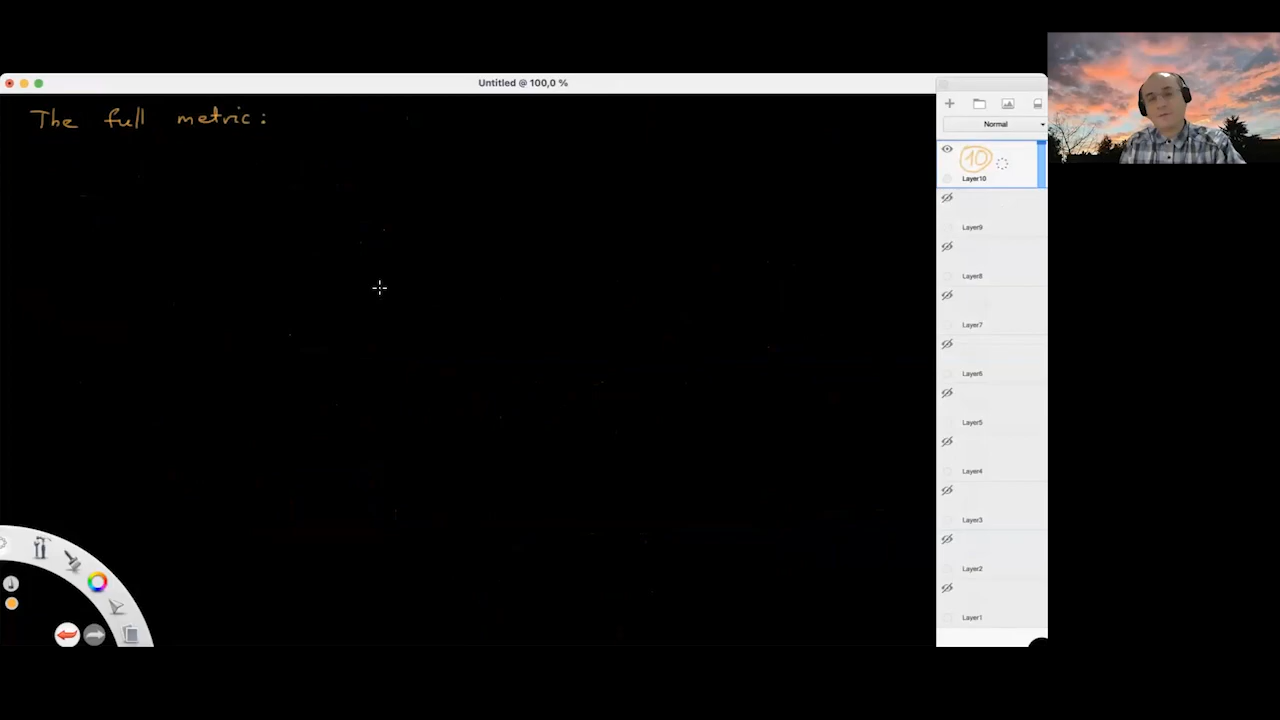 Untitled @ 100,0 %
The full metric:
Normal
10
Layer10
Layer9
Layer8
Layer7
Layer6
Layer5
Layer4
Layer3
Layer2
Layer1